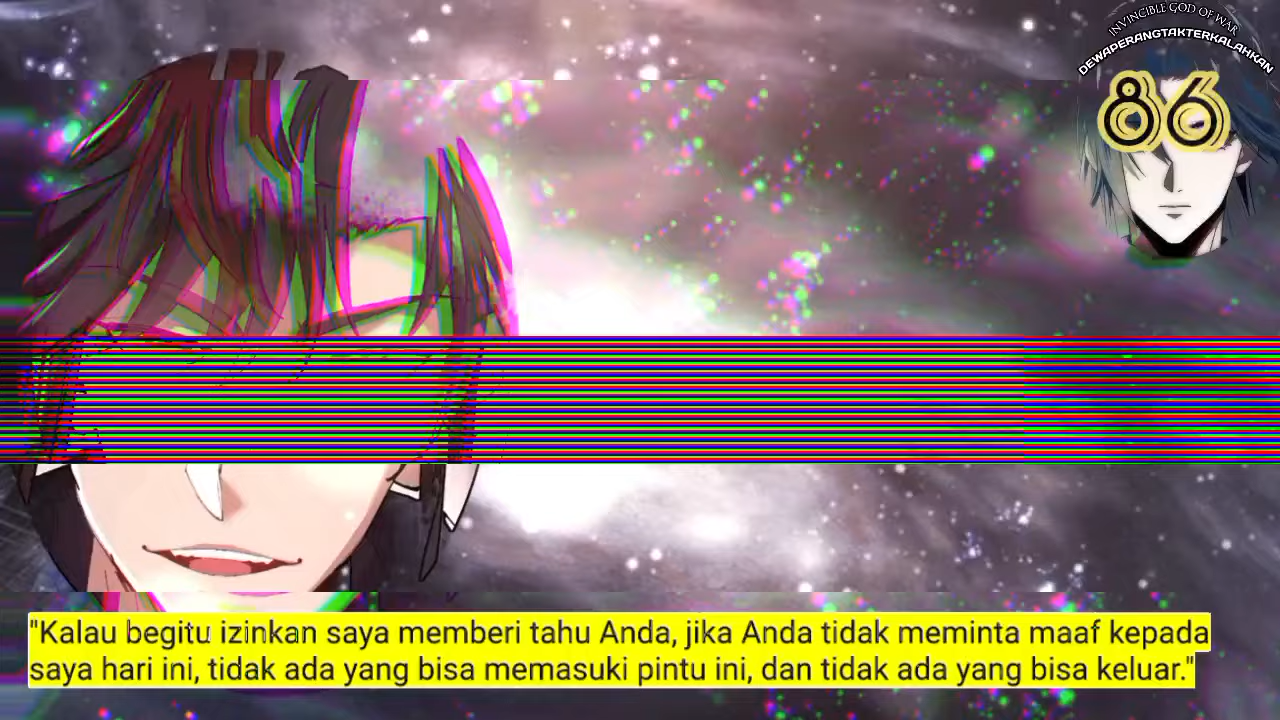 INVINCIBLE GOD OF WAR
DEWAPERANGTAKTERKALAHKAN
86
"Kalau begitu izinkan saya memberi tahu Anda, jika Anda tidak meminta maaf kepada
saya hari ini, tidak ada yang bisa memasuki pintu ini, dan tidak ada yang bisa keluar."